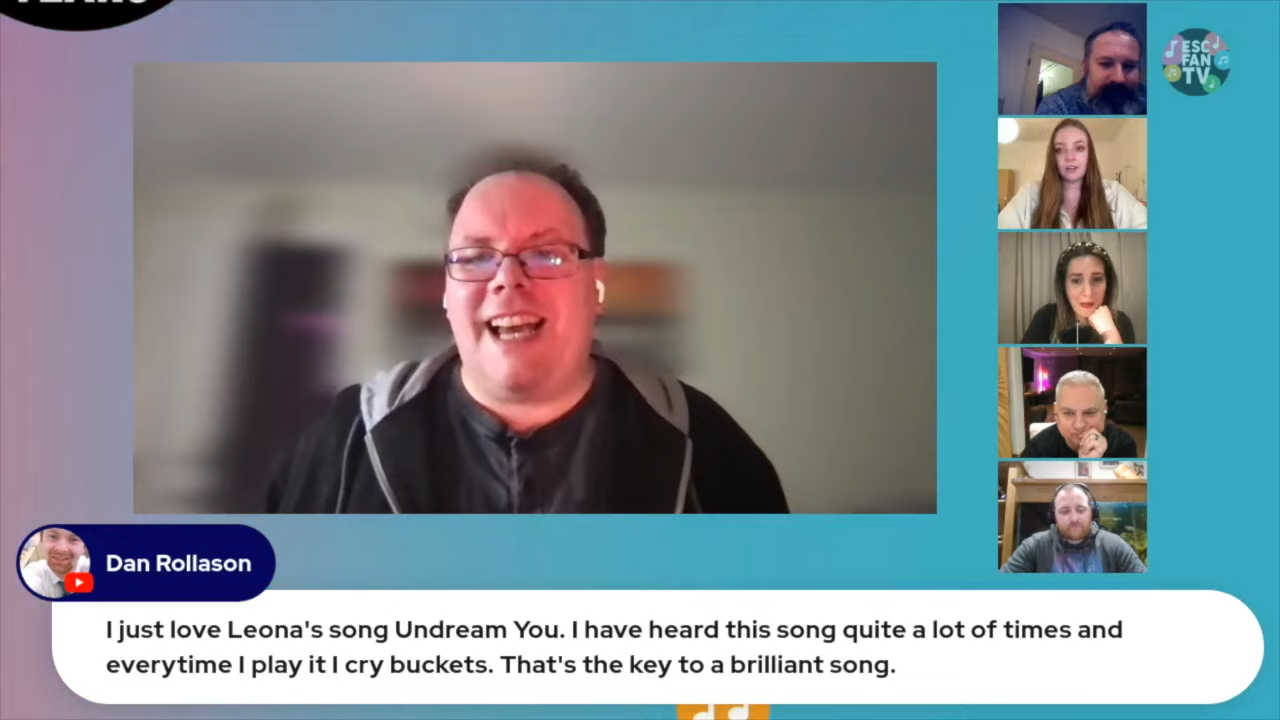 ESC
FAN
TV
Dan Rollason
I just love Leona's song Undream You. I have heard this song quite a lot of times and
everytime I play it I cry buckets. That's the key to a brilliant song.